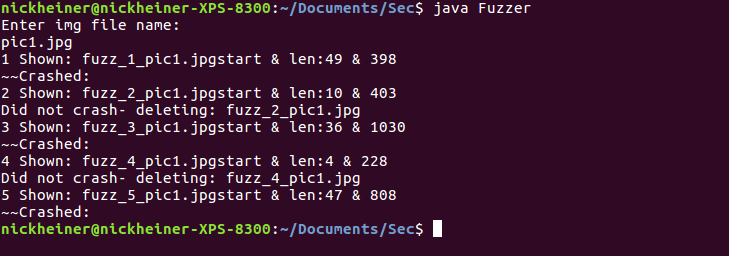 nickheiner@nickheiner-XPS-8300:~/Documents/Sec$ java Fuzzer
Enter img file name:
pic1.jpg
1 Shown: fuzz_1_pic1.jpgstart & len:49 & 398
~~Crashed:
2 Shown: fuzz_2_pic1.jpgstart & len:10 & 403
Did not crash- deleting: fuzz_2_pic1.jpg
3 Shown: fuzz_3_pic1.jpgstart & len:36 & 1030
~~Crashed:
4 Shown: fuzz_4_pic1.jpgstart & len:4 & 228
Did not crash- deleting: fuzz_4_pic1.jpg
5 Shown: fuzz_5_pic1.jpgstart & len:47 & 808
~~Crashed:
nickheiner@nickheiner-XPS-8300:~/Documents/Sec$